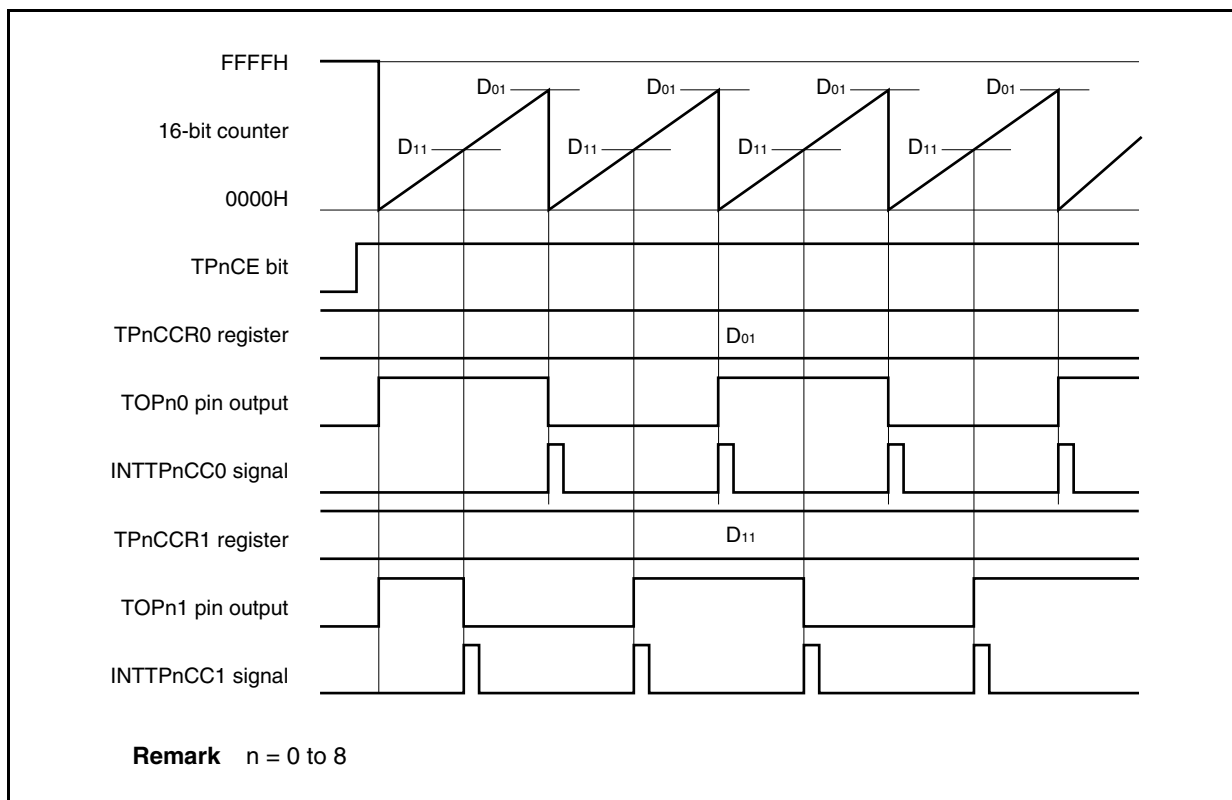 FFFFH
D01 D01 D01 D01
16-bit counter
D11 D11 D11 D11
0000H
TPnCE bit
TPnCCR0 register
D01
TOPn0 pin output
INTTPnCC0 signal
TPnCCR1 register
D11
TOPn1 pin output
INTTPnCC1 signal
Remark n = 0 to 8